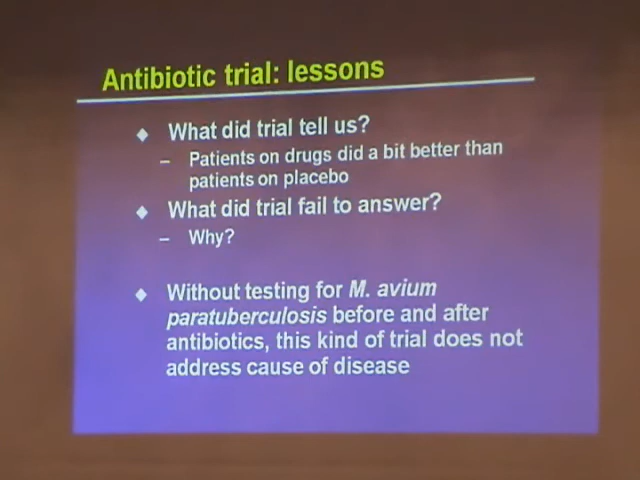 Antibiotic trial: lessons
◆ What did trial tell us?
– Patients on drugs did a bit better than
patients on placebo
◆ What did trial fail to answer?
– Why?
◆ Without testing for M. avium
paratuberculosis before and after
antibiotics, this kind of trial does not
address cause of disease